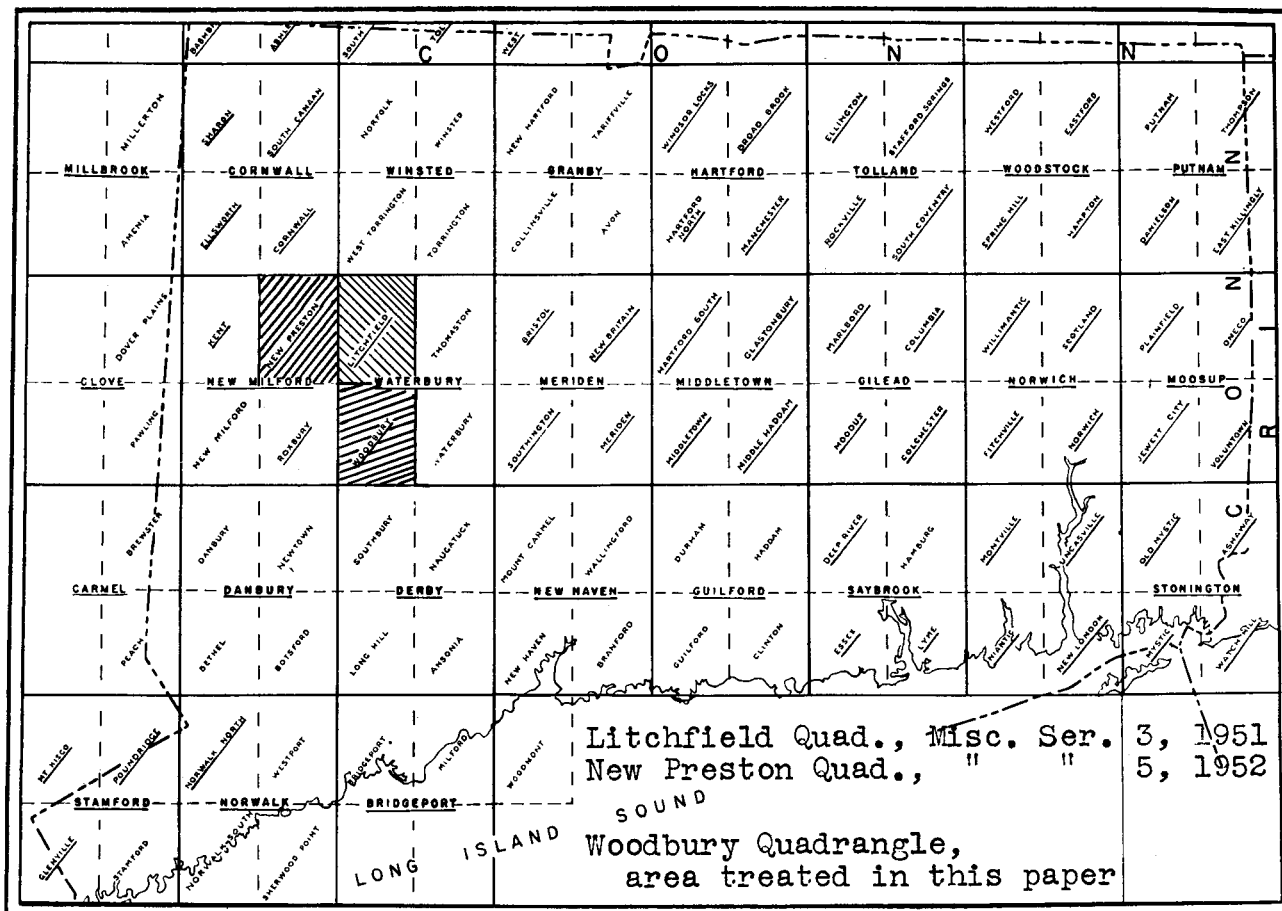 BASHBISH ASHLEY SOUTH TOL WEST
C O N N
MILLERTON SHARON SOUTH CANAAN NORFOLK WINSTED NEW HARTFORD TARIFFVILLE WINDSOR LOCKS BROAD BROOK ELLINGTON STAFFORD SPRINGS WESTFORD EASTFORD PUTNAM THOMPSON
MILLBROOK CORNWALL WINSTED GRANBY HARTFORD TOLLAND WOODSTOCK PUTNAM
AMENIA ELLSWORTH CORNWALL WEST TORRINGTON TORRINGTON COLLINSVILLE AVON HARTFORD NORTH MANCHESTER ROCKVILLE SOUTH COVENTRY SPRING HILL HAMPTON DANIELSON EAST KILLINGLY
DOVER PLAINS KENT NEW PRESTON LITCHFIELD THOMASTON BRISTOL NEW BRITAIN HARTFORD SOUTH GLASTONBURY MARLBORO COLUMBIA WILLIMANTIC SCOTLAND PLAINFIELD ONECO
CLOVE NEW MILFORD WATERBURY MERIDEN MIDDLETOWN GILEAD NORWICH MOOSUP
PAWLING NEW MILFORD ROXBURY WOODBURY WATERBURY SOUTHINGTON MERIDEN MIDDLETOWN MIDDLE HADDAM MOODUS COLCHESTER FITCHVILLE NORWICH JEWETT CITY VOLUNTOWN
C O N N
R I
BREWSTER DANBURY NEWTOWN SOUTHBURY NAUGATUCK MOUNT CARMEL WALLINGFORD DURHAM HADDAM DEEP RIVER HAMBURG MONTVILLE UNCASVILLE OLD MYSTIC ASHAWAY
CARMEL DANBURY DERBY NEW HAVEN GUILFORD SAYBROOK STONINGTON
PEACH BETHEL BOTSFORD LONG HILL ANSONIA NEW HAVEN BRANFORD GUILFORD CLINTON ESSEX LYME NIANTIC NEW LONDON MYSTIC WATCH HILL
MT KISCO POUNDRIDGE NORWALK NORTH WESTPORT BRIDGEPORT MILFORD WOODMONT
STAMFORD NORWALK BRIDGEPORT
GLENVILLE STAMFORD NORWALK SOUTH SHERWOOD POINT
LONG ISLAND SOUND
Litchfield Quad., Misc. Ser. 3, 1951
New Preston Quad., " " 5, 1952
Woodbury Quadrangle,
area treated in this paper